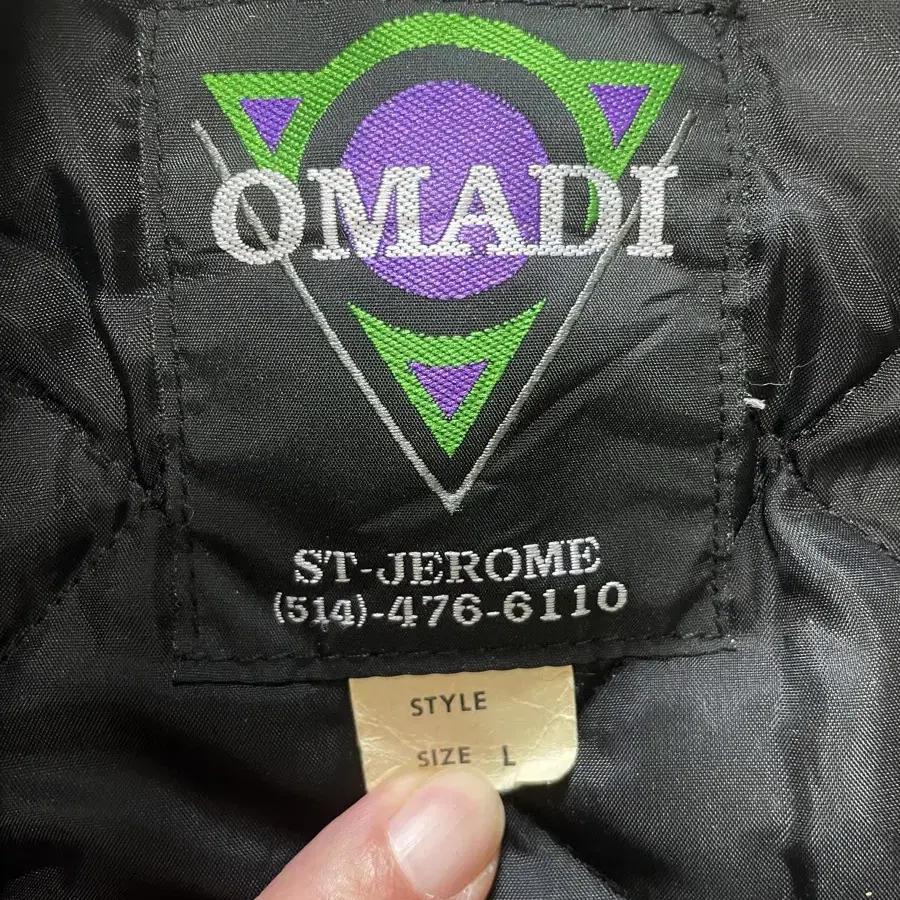 OMADI
ST-JEROME
(514)-476-6110
STYLE
SIZE L